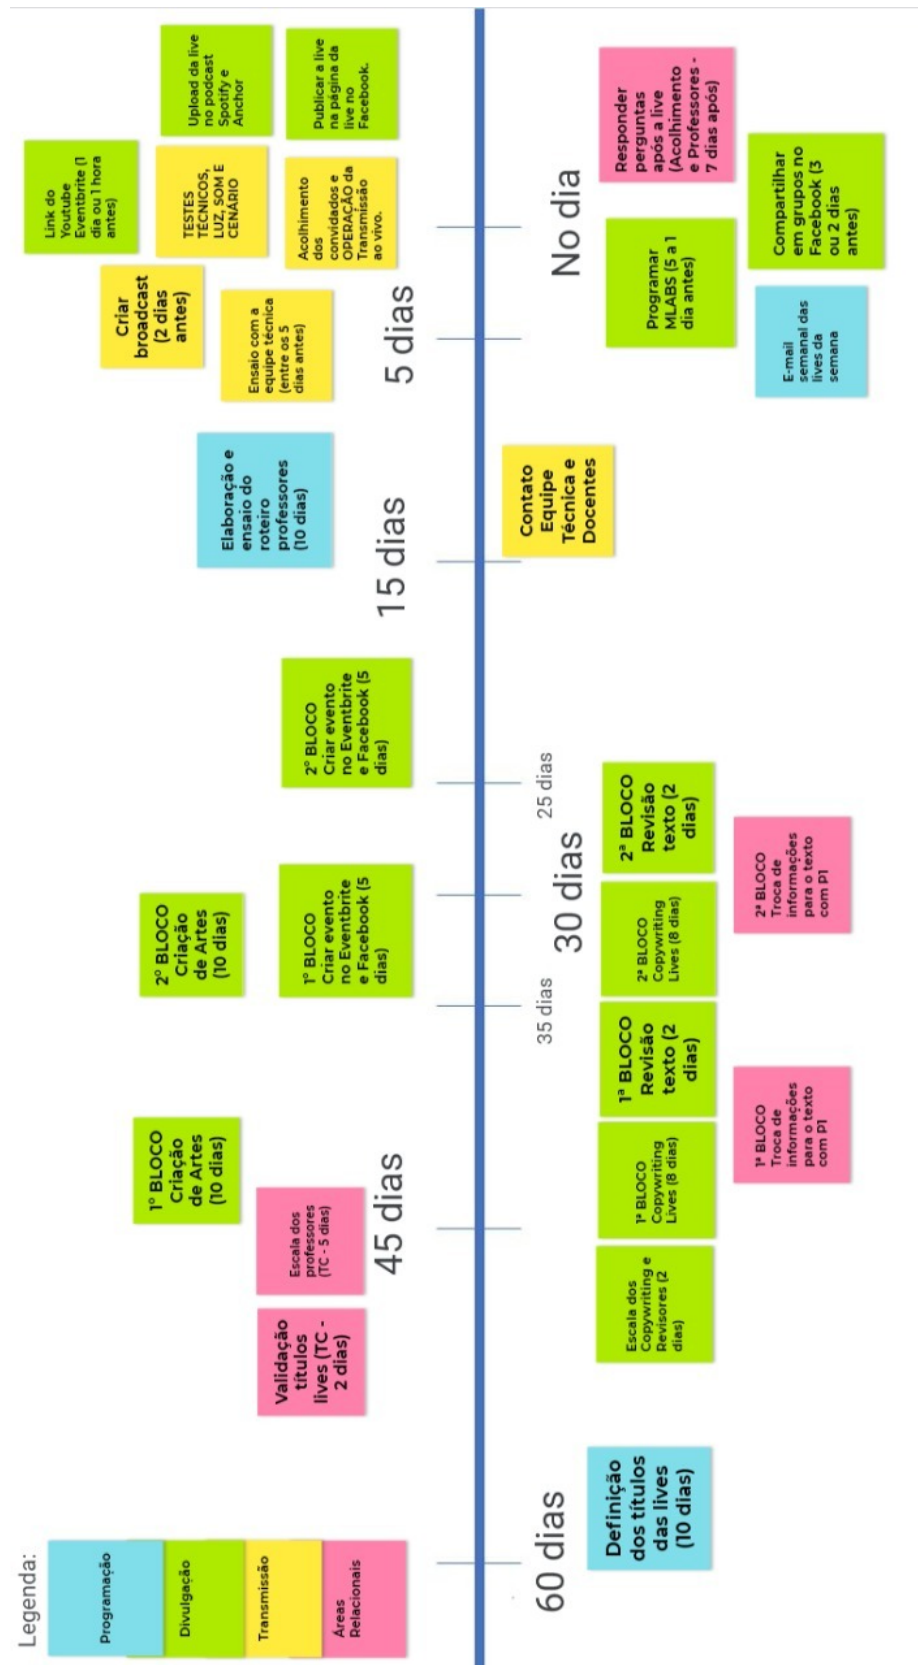 Legenda:
Programação
Divulgação
Transmissão
Áreas
Relacionais
60 dias
Definição
dos títulos
das lives
(10 dias)
Validação
títulos
lives (TC -
2 dias)
Escala dos
professores
(TC - 5 dias)
45 dias
Escala dos
Copywriting e
Revisores (2
dias)
1º BLOCO
Criação
de Artes
(10 dias)
1ª BLOCO
Copywriting
Lives (8 dias)
1ª BLOCO
Troca de
informações
para o texto
com P1
1ª BLOCO
Revisão
texto (2
dias)
35 dias
2º BLOCO
Criação
de Artes
(10 dias)
1º BLOCO
Criar evento
no Eventbrite
e Facebook (5
dias)
30 dias
2ª BLOCO
Copywriting
Lives (8 dias)
2ª BLOCO
Troca de
informações
para o texto
com P1
2ª BLOCO
Revisão
texto (2
dias)
25 dias
2º BLOCO
Criar evento
no Eventbrite
e Facebook (5
dias)
15 dias
Elaboração e
ensaio do
roteiro
professores
(10 dias)
Contato
Equipe
Técnica e
Docentes
5 dias
Criar
broadcast
(2 dias
antes)
Ensaio com a
equipe técnica
(entre os 5
dias antes)
Programar
MLABS (5 a 1
dia antes)
E-mail
semanal das
lives da
semana
No dia
Link do
Youtube
Eventbrite (1
dia ou 1 hora
antes)
TESTES
TÉCNICOS,
LUZ, SOM E
CENÁRIO
Acolhimento
dos
convidados e
OPERAÇÃO da
Transmissão
ao vivo.
Upload da live
no podcast
Spotify e
Anchor
Publicar a live
na página da
live no
Facebook.
Responder
perguntas
após a live
(Acolhimento
e Professores -
7 dias após)
Compartilhar
em grupos no
Facebook (3
ou 2 dias
antes)